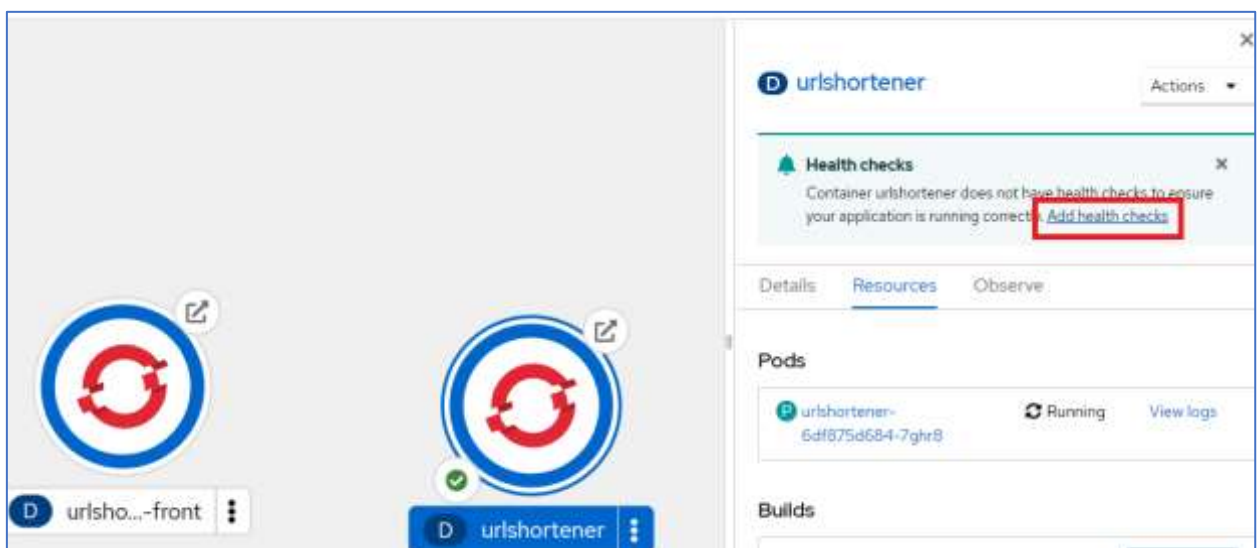 D urlshortener
Actions
Health checks
Container urlshortener does not have health checks to ensure
your application is running correctly. Add health checks
Details Resources Observe
Pods
P urlshortener-
6df875d684-7ghr8
Running
View logs
Builds
D urlsho...-front
D urlshortener